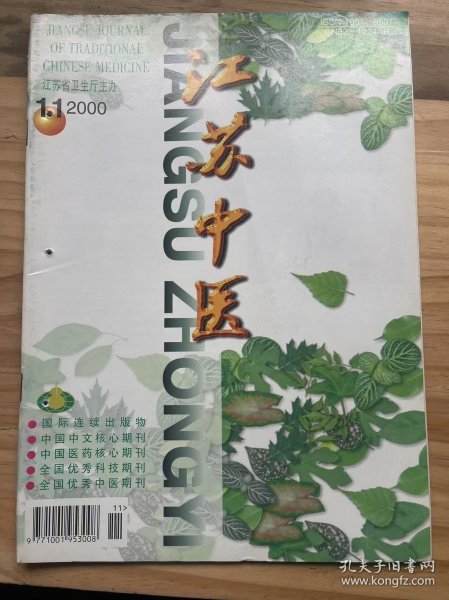 JIANGSU JOURNAL
OF TRADITIONAL
CHINESE MEDICINE
江苏省卫生厅主办
11 2000
江苏中医
JIANGSU ZHONGYI
国际连续出版物
中国中文核心期刊
中国医药核心期刊
全国优秀科技期刊
全国优秀中医期刊
11>
9 771001 953008
孔夫子旧书网
www.kongfz.com